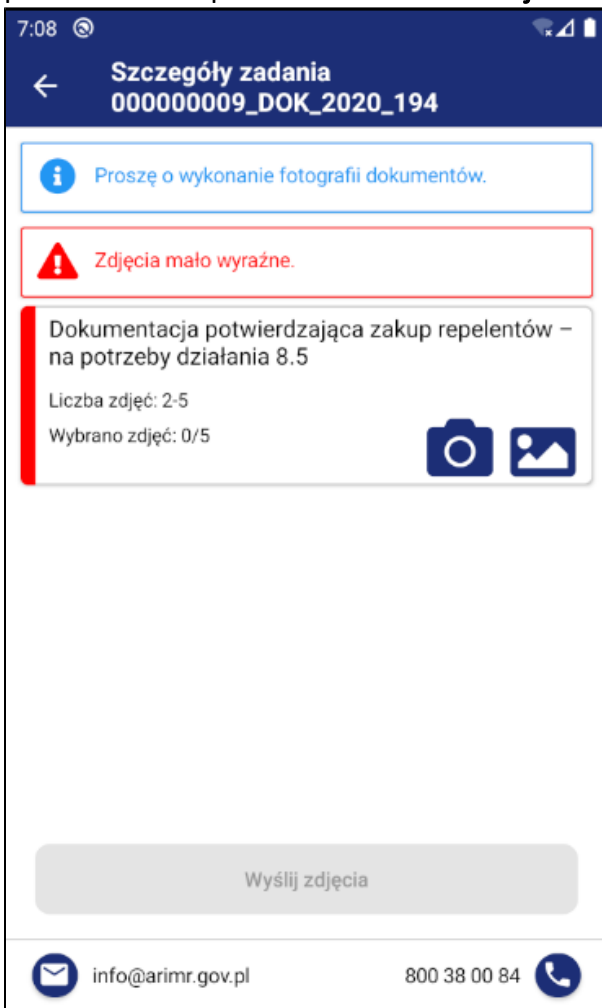 7:08
Szczegóły zadania
000000009_DOK_2020_194
Proszę o wykonanie fotografii dokumentów.
Zdjęcia mało wyraźne.
Dokumentacja potwierdzająca zakup repelentów –
na potrzeby działania 8.5
Liczba zdjęć: 2-5
Wybrano zdjęć: 0/5
Wyślij zdjęcia
info@arimr.gov.pl 800 38 00 84